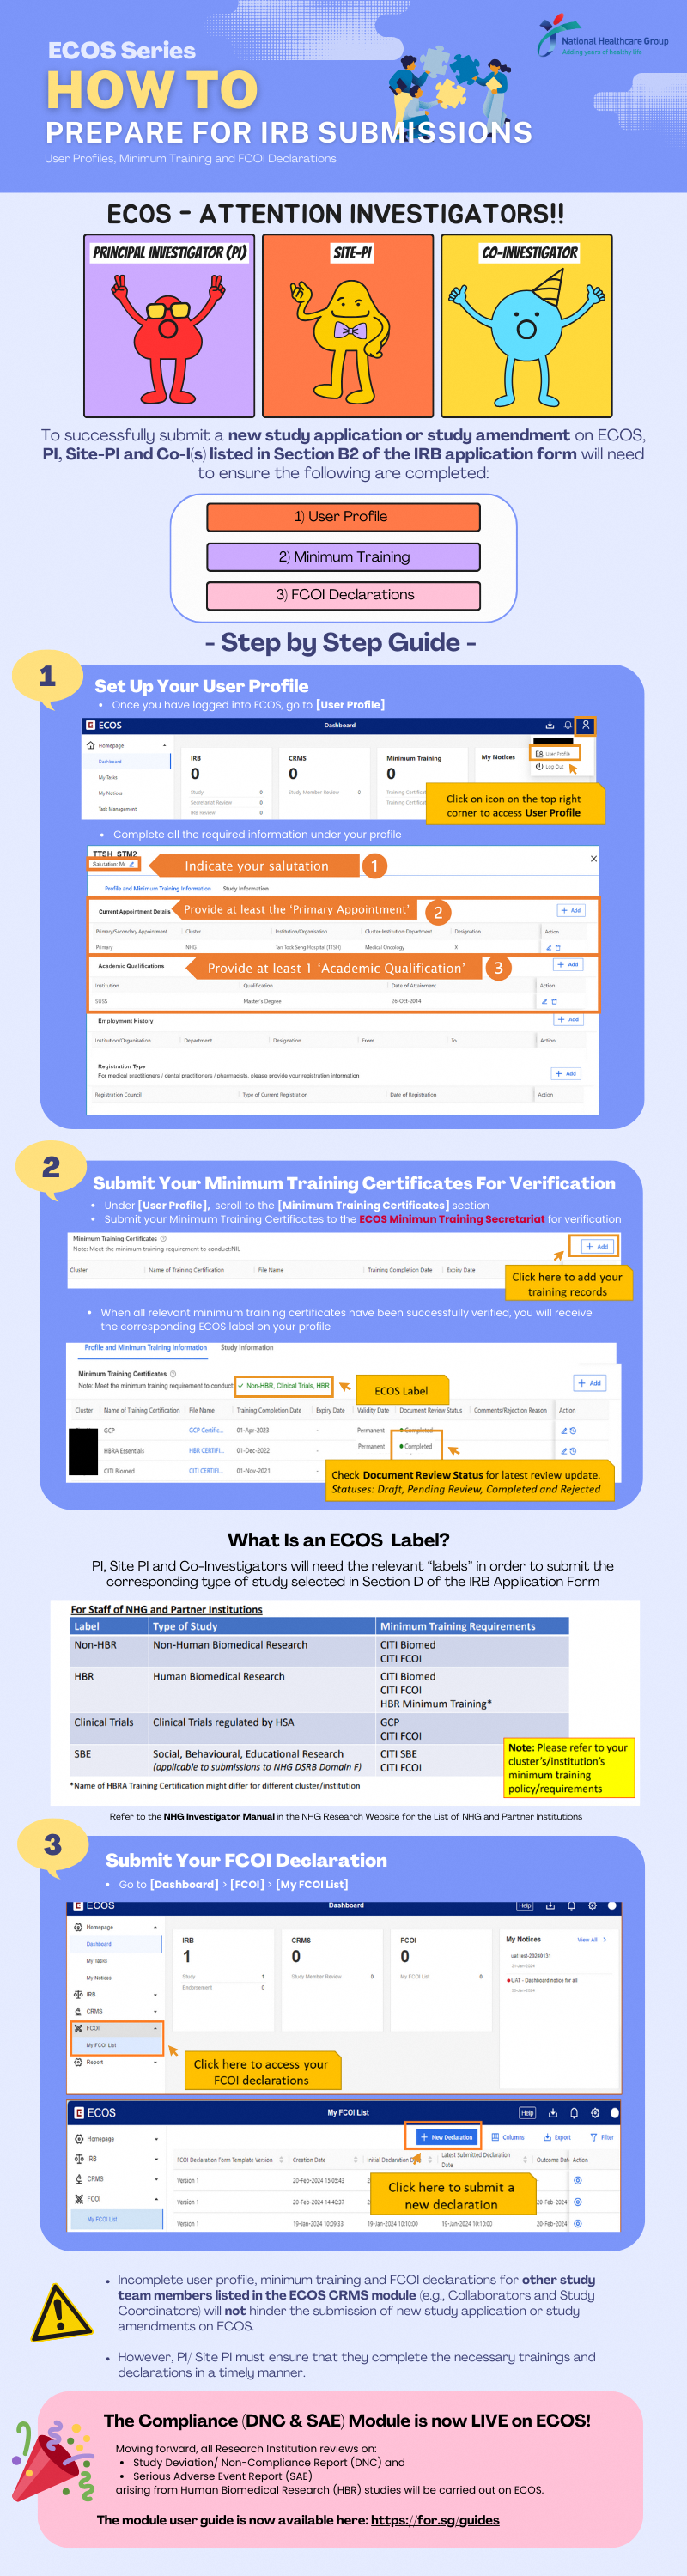 ECOS Series
National Healthcare Group
Adding years of healthy life
HOW TO
PREPARE FOR IRB SUBMISSIONS
User Profiles, Minimum Training and FCOI Declarations
ECOS - ATTENTION INVESTIGATORS!!
PRINCIPAL INVESTIGATOR (PI)
SITE-PI
CO-INVESTIGATOR
To successfully submit a new study application or study amendment on ECOS,
PI, Site-PI and Co-I(s) listed in Section B2 of the IRB application form will need
to ensure the following are completed:
1) User Profile
2) Minimum Training
3) FCOI Declarations
- Step by Step Guide -
1
Set Up Your User Profile
• Once you have logged into ECOS, go to [User Profile]
ECOS Dashboard
Homepage
Dashboard
My Tasks
My Notices
Task Management
IRB
0
Study 0
Secretariat Review 0
IRB Review 0
CRMS
0
Study Member Review 0
Minimum Training
0
Training Certificat
Training Certificat
My Notices
User Profile
Log Out
Click on icon on the top right
corner to access User Profile
• Complete all the required information under your profile
TTSH_STM2
Salutation: Mr
Indicate your salutation 1
Profile and Minimum Training Information Study Information
Current Appointment Details
Provide at least the 'Primary Appointment' 2
+ Add
Primary/Secondary Appointment Cluster Institution/Organisation Cluster-Institution-Department Designation Action
Primary NHG Tan Tock Seng Hospital (TTSH) Medical Oncology X
Academic Qualifications
Provide at least 1 'Academic Qualification' 3
+ Add
Institution Qualification Date of Attainment Action
SUSS Master's Degree 26-Oct-2014
Employment History + Add
Institution/Organisation Department Designation From To Action
Registration Type
For medical practitioners / dental practitioners / pharmacists, please provide your registration information
+ Add
Registration Council Type of Current Registration Date of Registration Action
2
Submit Your Minimum Training Certificates For Verification
• Under [User Profile], scroll to the [Minimum Training Certificates] section
• Submit your Minimum Training Certificates to the ECOS Minimun Training Secretariat for verification
Minimum Training Certificates
Note: Meet the minimum training requirement to conduct:NIL
+ Add
Cluster Name of Training Certification File Name Training Completion Date Expiry Date
Click here to add your
training records
• When all relevant minimum training certificates have been successfully verified, you will receive
the corresponding ECOS label on your profile
Profile and Minimum Training Information Study Information
Minimum Training Certificates
Note: Meet the minimum training requirement to conduct: Non-HBR, Clinical Trials, HBR
ECOS Label
+ Add
Cluster Name of Training Certification File Name Training Completion Date Expiry Date Validity Date Document Review Status Comments/Rejection Reason Action
GCP GCP Certific... 01-Apr-2023 - Permanent Completed
HBRA Essentials HBR CERTIFI... 01-Dec-2022 - Permanent Completed
CITI Biomed CITI CERTIFI... 01-Nov-2021 -
Check Document Review Status for latest review update.
Statuses: Draft, Pending Review, Completed and Rejected
What Is an ECOS Label?
PI, Site PI and Co-Investigators will need the relevant “labels” in order to submit the
corresponding type of study selected in Section D of the IRB Application Form
For Staff of NHG and Partner Institutions
Label Type of Study Minimum Training Requirements
Non-HBR Non-Human Biomedical Research CITI Biomed
CITI FCOI
HBR Human Biomedical Research CITI Biomed
CITI FCOI
HBR Minimum Training*
Clinical Trials Clinical Trials regulated by HSA GCP
CITI FCOI
SBE Social, Behavioural, Educational Research CITI SBE
(applicable to submissions to NHG DSRB Domain F) CITI FCOI
*Name of HBRA Training Certification might differ for different cluster/institution
Note: Please refer to your
cluster's/institution's
minimum training
policy/requirements
Refer to the NHG Investigator Manual in the NHG Research Website for the List of NHG and Partner Institutions
3
Submit Your FCOI Declaration
• Go to [Dashboard] > [FCOI] > [My FCOI List]
ECOS Dashboard Help
Homepage
Dashboard
My Tasks
My Notices
IRB
CRMS
FCOI
My FCOI List
Report
IRB
1
Study 1
Endorsement 0
CRMS
0
Study Member Review 0
FCOI
0
My FCOI List 0
My Notices View All
uat test-20240131
31-Jan-2024
UAT - Dashboard notice for all
Click here to access your
FCOI declarations
ECOS My FCOI List Help
Homepage
IRB
CRMS
FCOI
My FCOI List
+ New Declaration Columns Export Filter
FCOI Declaration Form Template Version Creation Date Initial Declaration D Latest Submitted Declaration Date Outcome Dat Action
Version 1 20-Feb-2024 15:05:43
Version 1 20-Feb-2024 14:40:37 20-Feb-2024
Version 1 19-Jan-2024 10:09:33 19-Jan-2024 10:10:00 19-Jan-2024 10:10:00 20-Feb-2024
Click here to submit a
new declaration
• Incomplete user profile, minimum training and FCOI declarations for other study
team members listed in the ECOS CRMS module (e.g., Collaborators and Study
Coordinators) will not hinder the submission of new study application or study
amendments on ECOS.
• However, PI/ Site PI must ensure that they complete the necessary trainings and
declarations in a timely manner.
The Compliance (DNC & SAE) Module is now LIVE on ECOS!
Moving forward, all Research Institution reviews on:
• Study Deviation/ Non-Compliance Report (DNC) and
• Serious Adverse Event Report (SAE)
arising from Human Biomedical Research (HBR) studies will be carried out on ECOS.
The module user guide is now available here: https://for.sg/guides